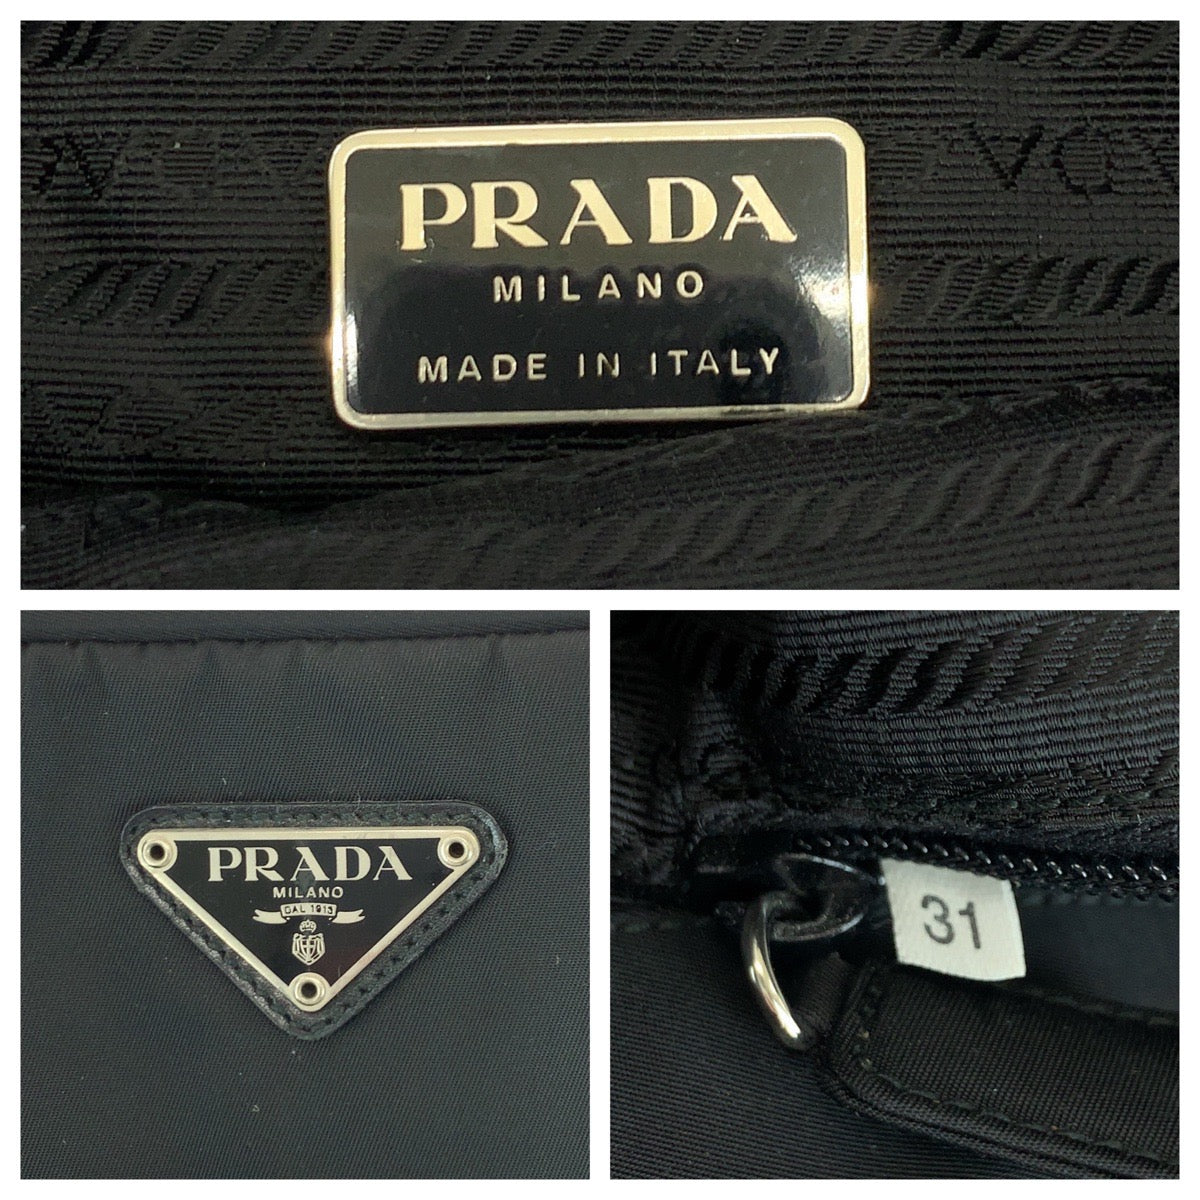 PRADA
MILANO
MADE IN ITALY
PRADA
MILANO
DAL 1913
31